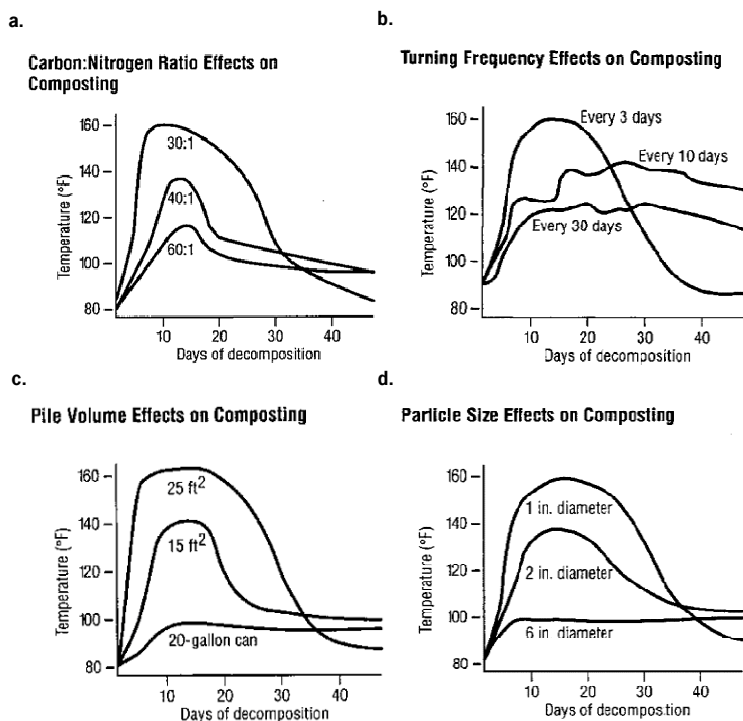 a.
Carbon:Nitrogen Ratio Effects on
Composting
160
140
120
100
80
Temperature (°F)
30:1
40:1
60:1
10 20 30 40
Days of decomposition
b.
Turning Frequency Effects on Composting
160
140
120
100
80
Temperature (°F)
Every 3 days
Every 10 days
Every 30 days
10 20 30 40
Days of decomposition
c.
Pile Volume Effects on Composting
160
140
120
100
80
Temperature (°F)
25 ft²
15 ft²
20-gallon can
10 20 30 40
Days of decomposition
d.
Particle Size Effects on Composting
160
140
120
100
80
Temperature (°F)
1 in. diameter
2 in. diameter
6 in. diameter
10 20 30 40
Days of decomposition